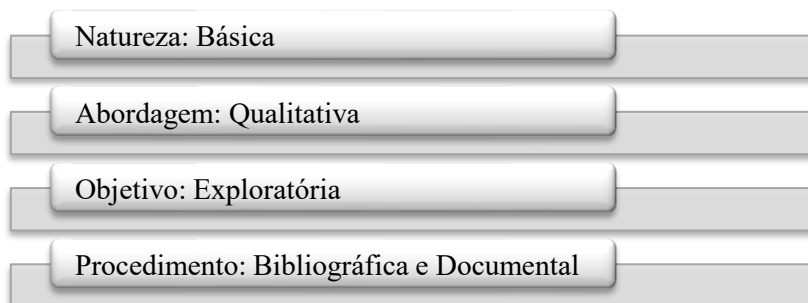 Natureza: Básica
Abordagem: Qualitativa
Objetivo: Exploratória
Procedimento: Bibliográfica e Documental